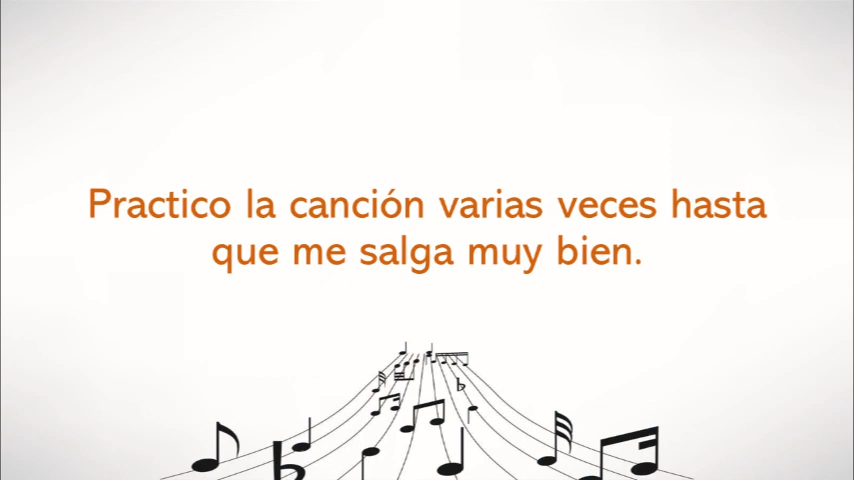 Practico la canción varias veces hasta
que me salga muy bien.